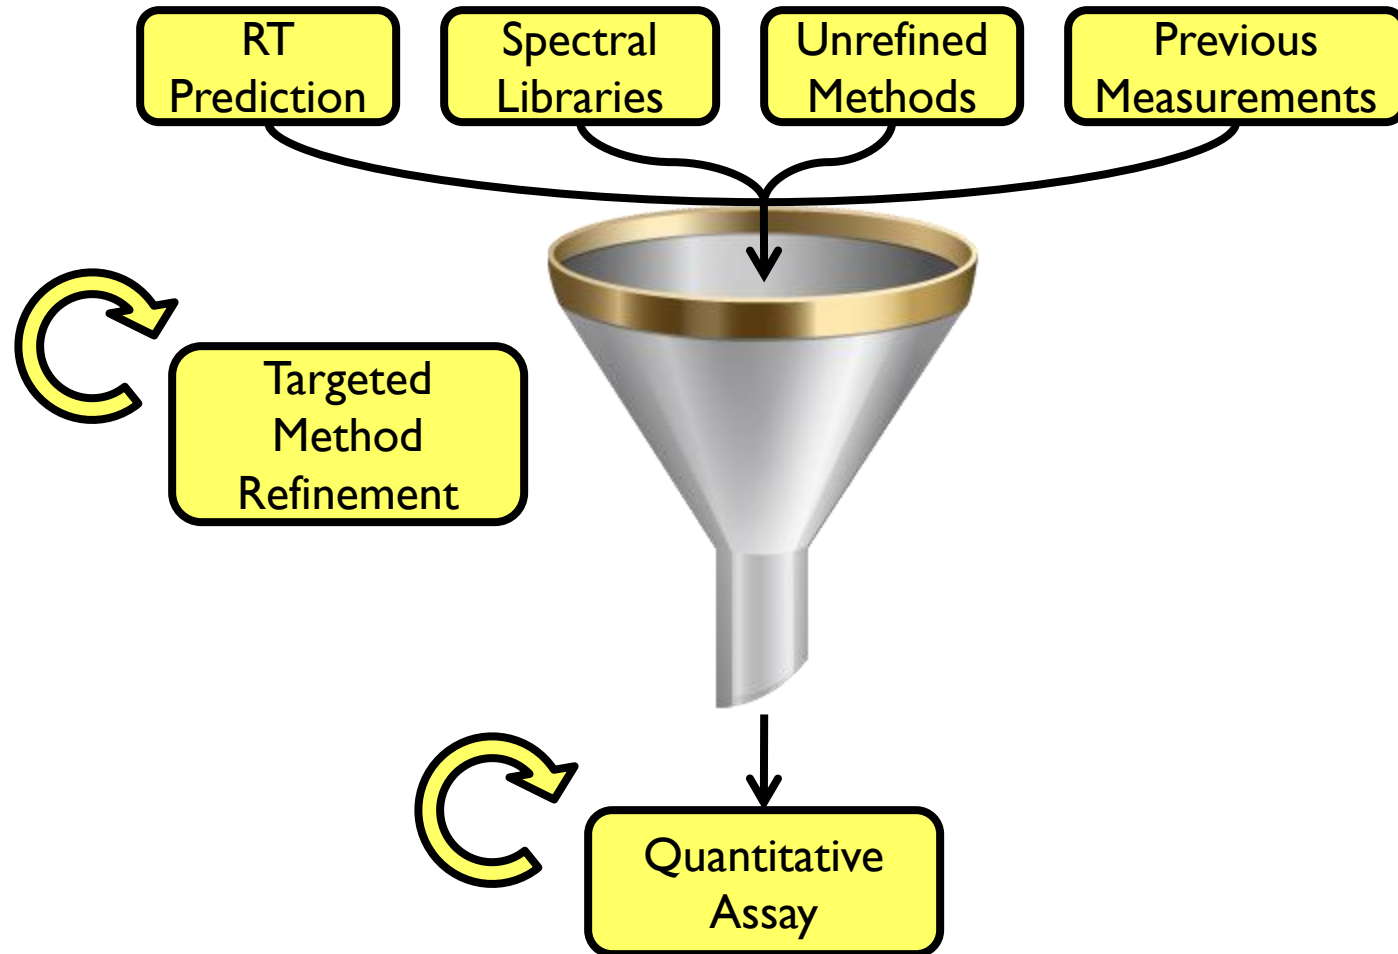 RT
Prediction
Spectral
Libraries
Unrefined
Methods
Previous
Measurements
Targeted
Method
Refinement
Quantitative
Assay